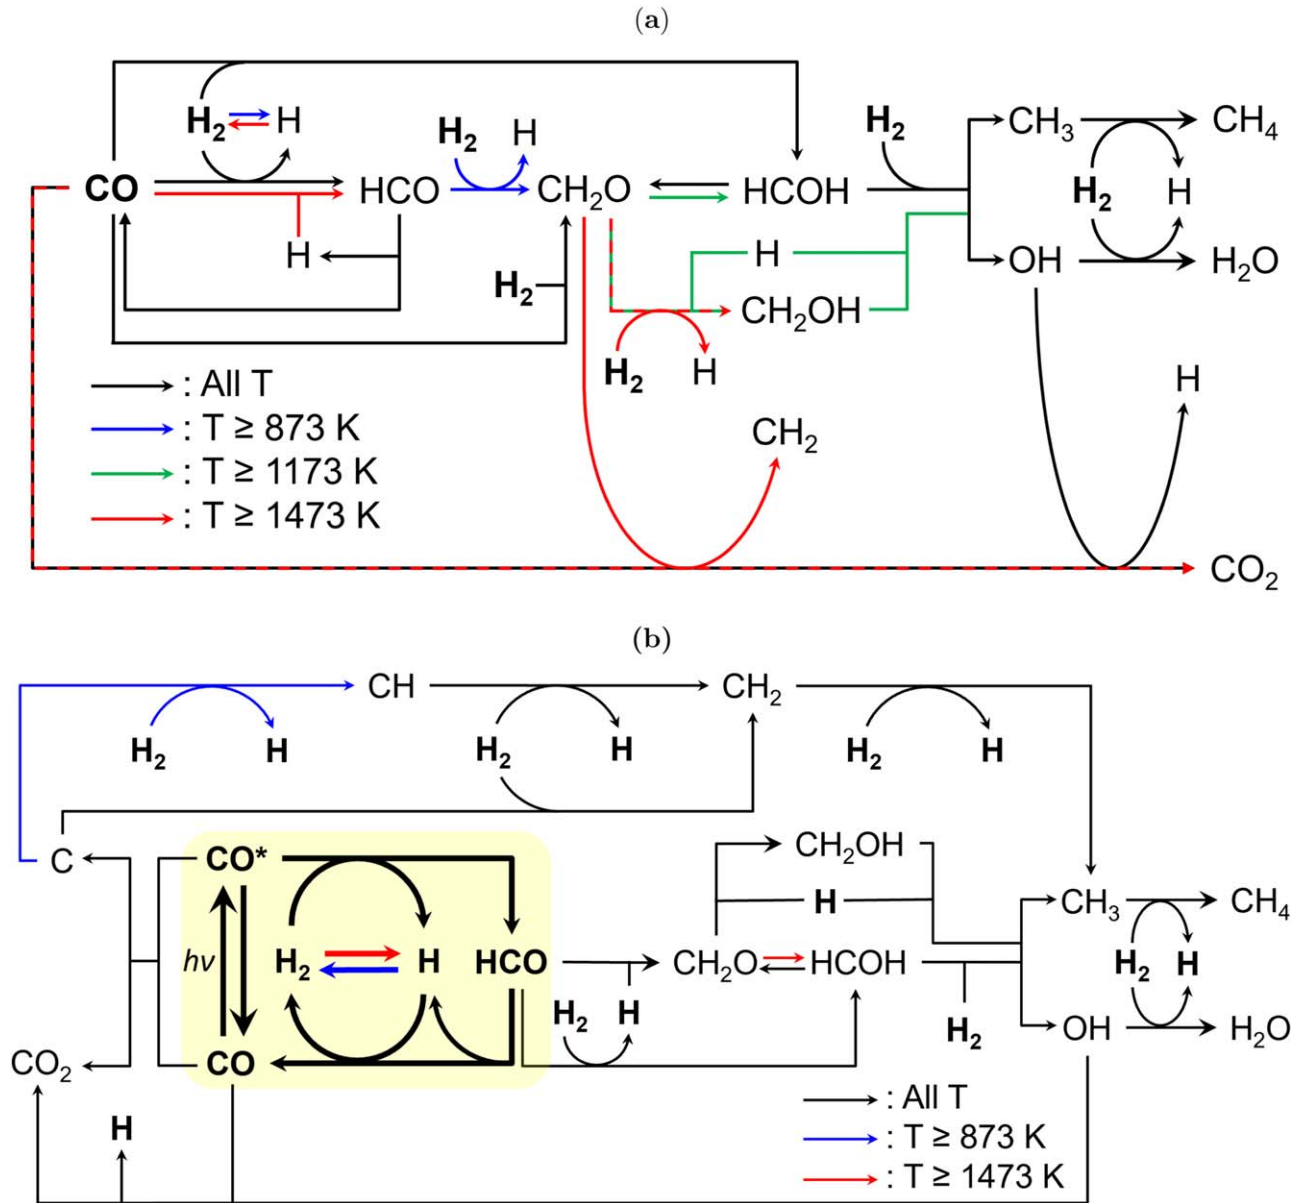 (a)
H₂ H
H₂ H
H₂
CH₃
CH₄
CO
HCO
CH₂O
HCOH
H₂ H
H
H
CH₂OH
OH
H₂O
H₂
H₂ H
H
: All T
: T ≥ 873 K
: T ≥ 1173 K
: T ≥ 1473 K
CH₂
CO₂
(b)
CH
CH₂
H₂ H
H₂ H
H₂ H
C
CO*
CH₂OH
H
CH₃
CH₄
hν
H₂ H
HCO
CH₂O
HCOH
H₂ H
H₂ H
H₂
CO₂
CO
OH
H₂O
H
: All T
: T ≥ 873 K
: T ≥ 1473 K